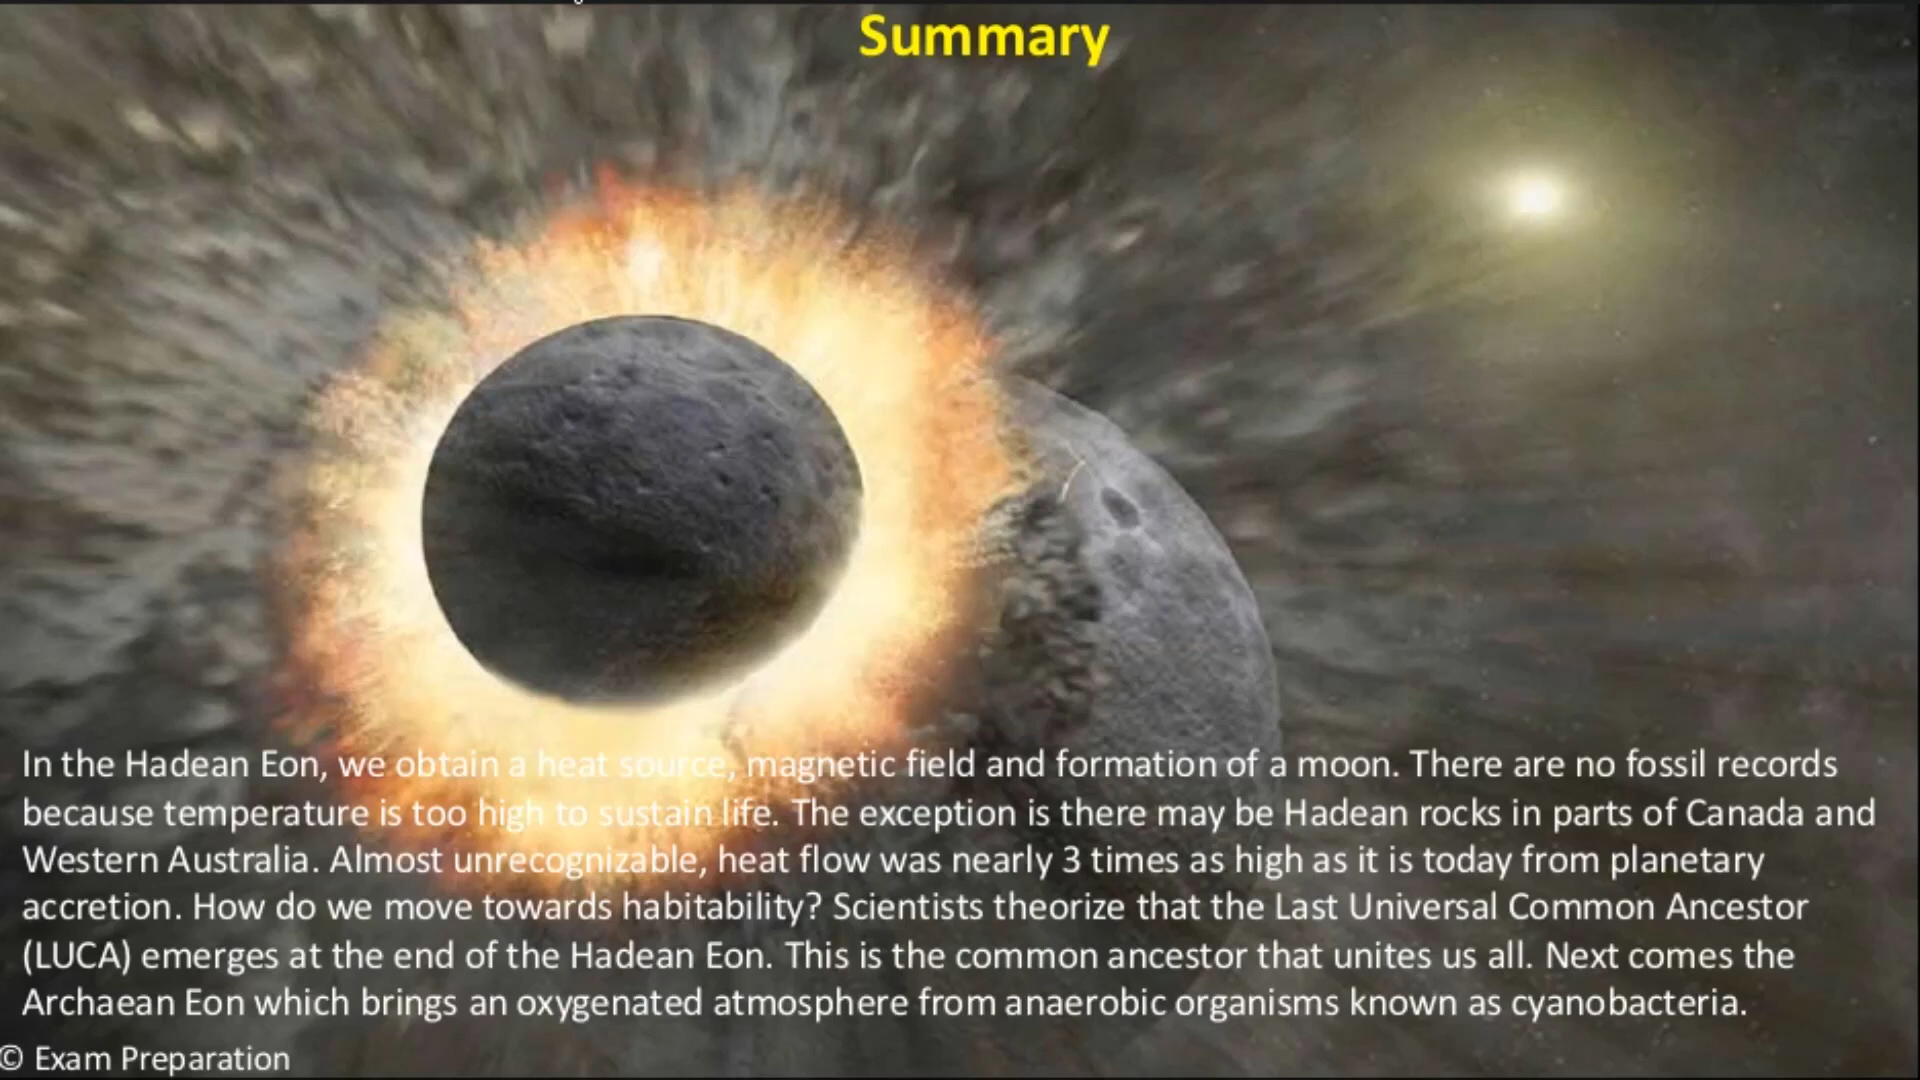 Summary
In the Hadean Eon, we obtain a heat source, magnetic field and formation of a moon. There are no fossil records
because temperature is too high to sustain life. The exception is there may be Hadean rocks in parts of Canada and
Western Australia. Almost unrecognizable, heat flow was nearly 3 times as high as it is today from planetary
accretion. How do we move towards habitability? Scientists theorize that the Last Universal Common Ancestor
(LUCA) emerges at the end of the Hadean Eon. This is the common ancestor that unites us all. Next comes the
Archaean Eon which brings an oxygenated atmosphere from anaerobic organisms known as cyanobacteria.
© Exam Preparation